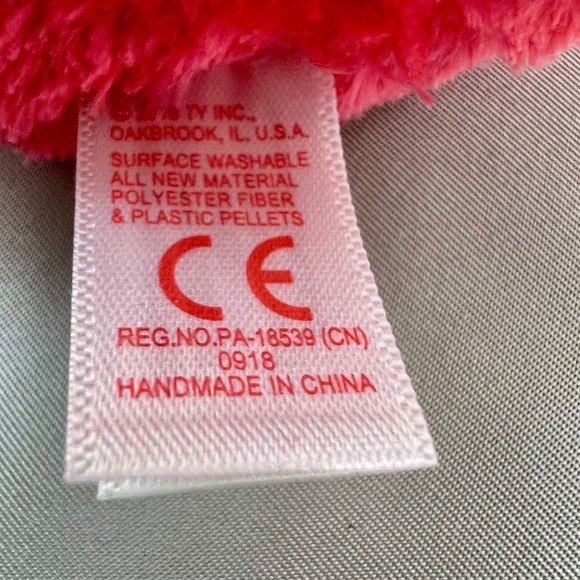 TY INC.,
OAKBROOK, IL. U.S.A.
SURFACE WASHABLE
ALL NEW MATERIAL
POLYESTER FIBER
& PLASTIC PELLETS
CE
REG.NO.PA-18539 (CN)
0918
HANDMADE IN CHINA